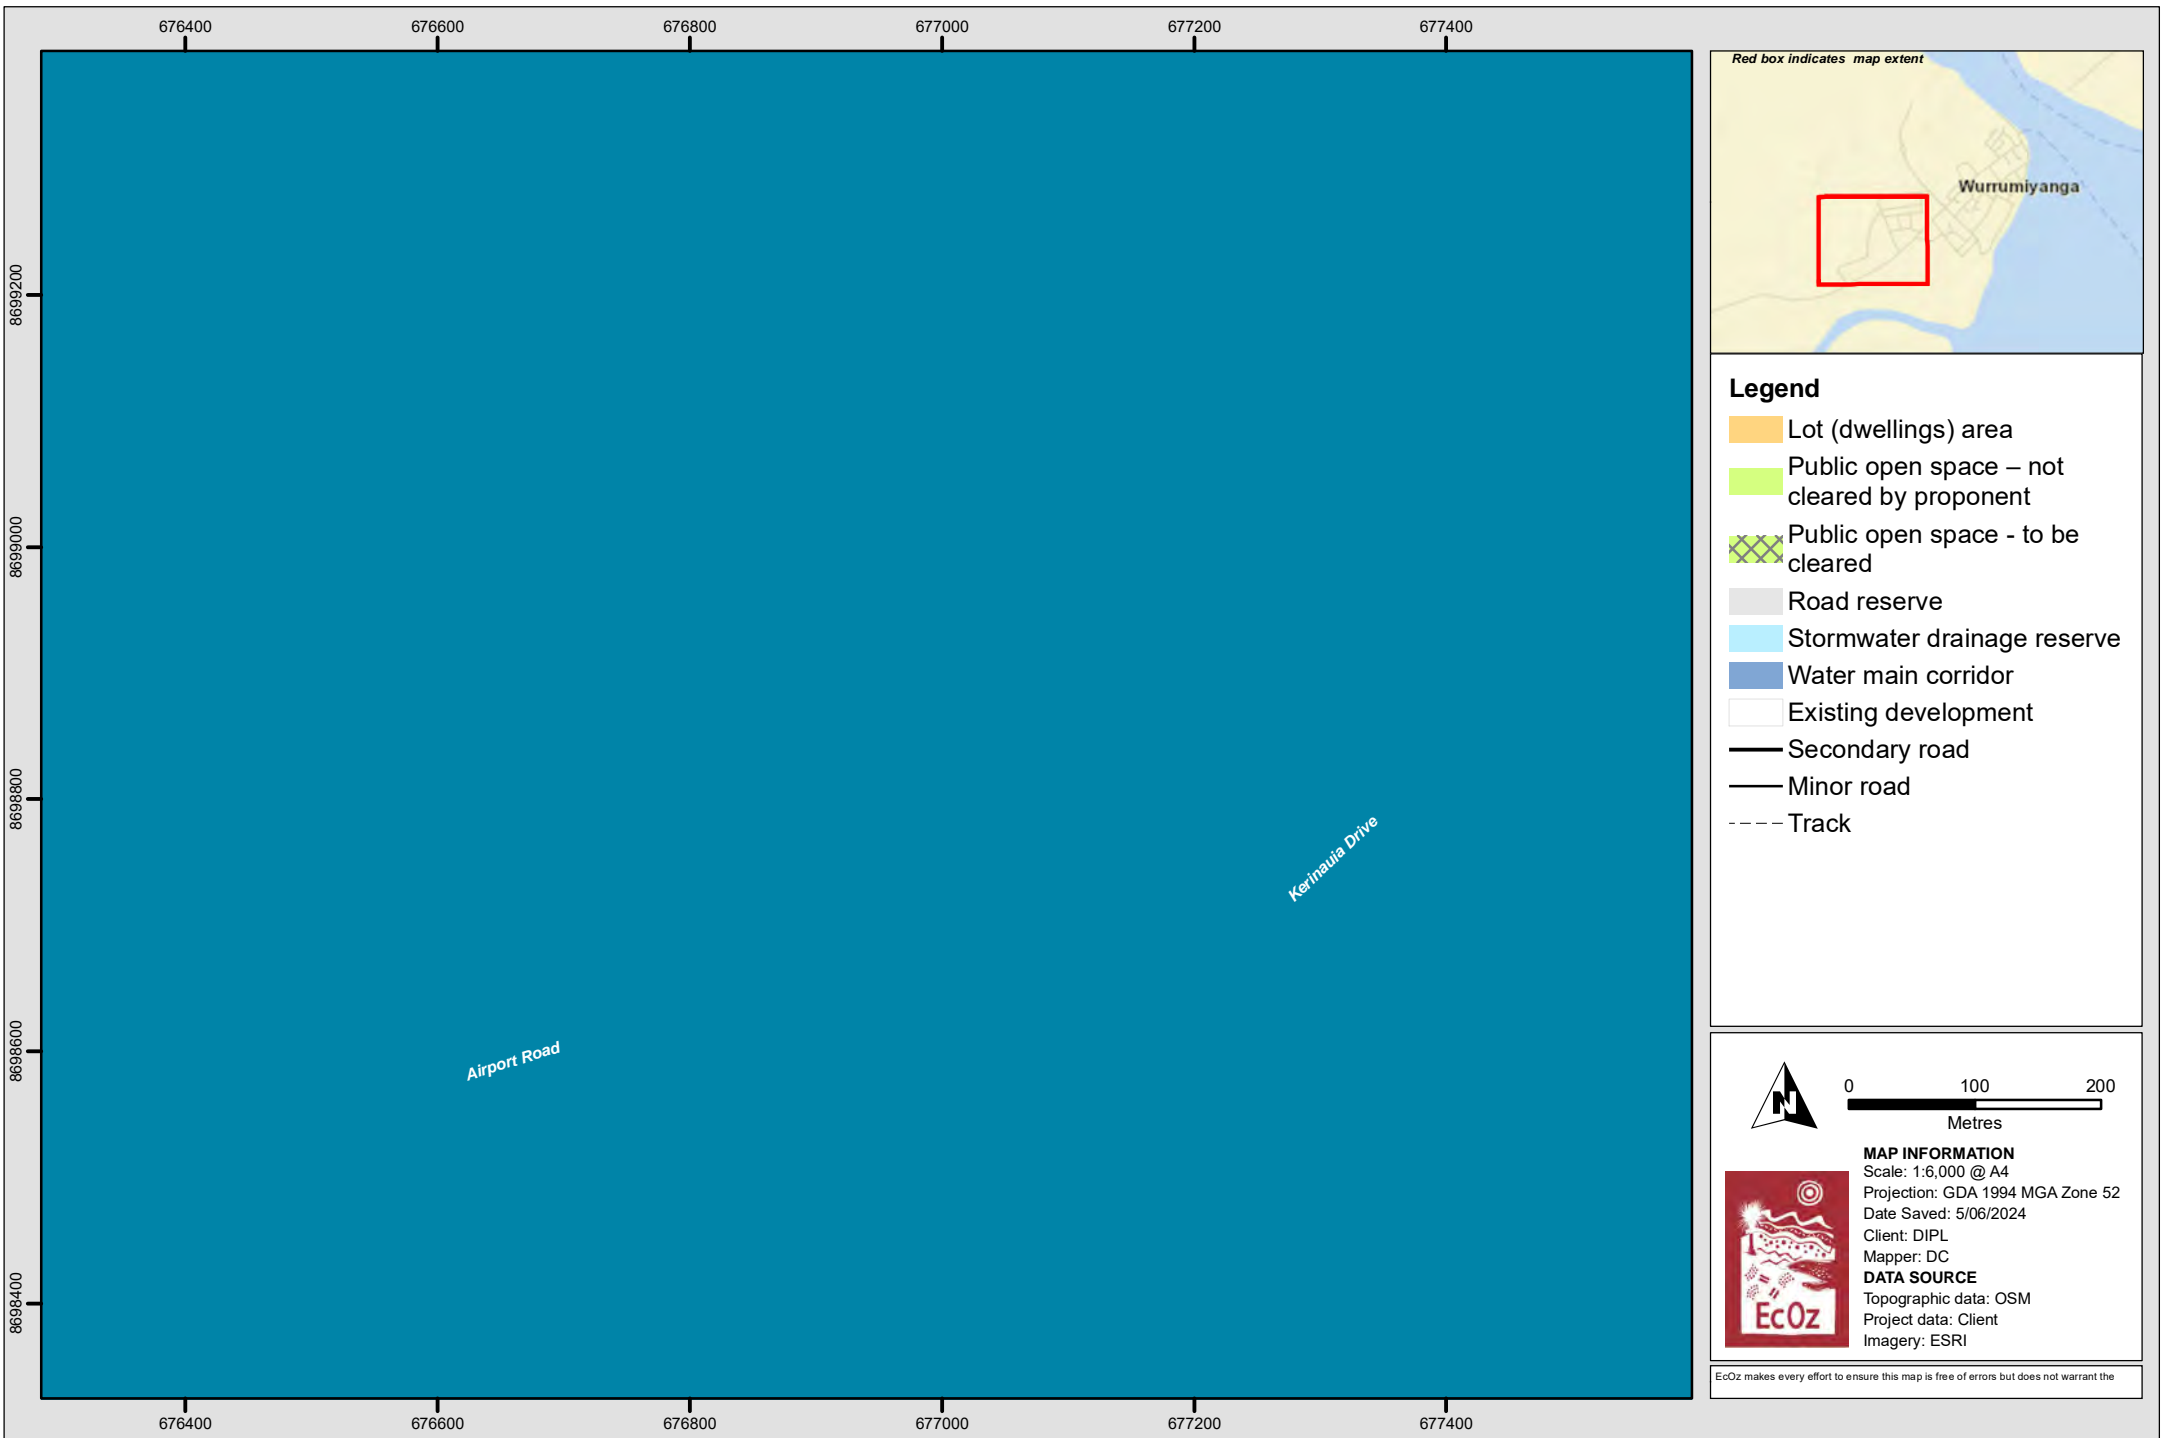 676400 676600 676800 677000 677200 677400
8699200
8699000
8698800
8698600
8698400
Kerinauia Drive
Airport Road
676400 676600 676800 677000 677200 677400
Red box indicates map extent
Wurrumiyanga
Legend
Lot (dwellings) area
Public open space – not
cleared by proponent
Public open space - to be
cleared
Road reserve
Stormwater drainage reserve
Water main corridor
Existing development
Secondary road
Minor road
Track
N
0 100 200
Metres
MAP INFORMATION
Scale: 1:6,000 @ A4
Projection: GDA 1994 MGA Zone 52
Date Saved: 5/06/2024
Client: DIPL
Mapper: DC
DATA SOURCE
Topographic data: OSM
Project data: Client
Imagery: ESRI
EcOz
EcOz makes every effort to ensure this map is free of errors but does not warrant the